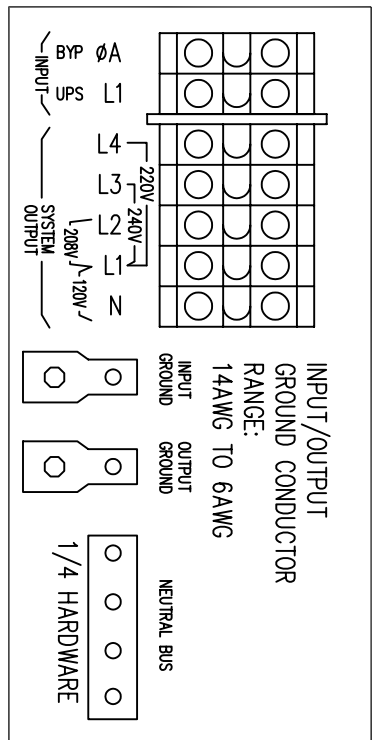 BYP ØA
UPS L1
INPUT
L4
L3
L2
L1
N
220V
240V
208V
120V
SYSTEM
OUTPUT
INPUT
GROUND
OUTPUT
GROUND
INPUT/OUTPUT
GROUND CONDUCTOR
RANGE:
14AWG TO 6AWG
NEUTRAL BUS
1/4 HARDWARE